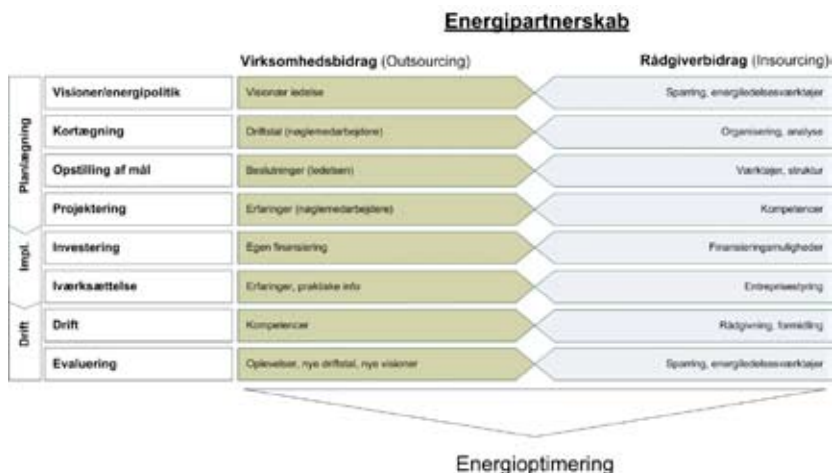 Energipartnerskab
Virksomhedsbidrag (Outsourcing)
Rådgiverbidrag (Insourcing)
Planlægning
Visioner/energipolitik
Visionær ledelse
Sparring, energiledelsesværktøjer
Kortægning
Driftstal (nøglemedarbejdere)
Organisering, analyse
Opstilling af mål
Beslutninger (ledelsen)
Værktøjer, struktur
Projektering
Erfaringer (nøglemedarbejdere)
Kompetencer
Impl.
Investering
Egen finansiering
Finansieringsmuligheder
Iværksættelse
Erfaringer, praktiske info
Entreprisestyring
Drift
Drift
Kompetencer
Rådgivning, formidling
Evaluering
Oplevelser, nye driftstal, nye visioner
Sparring, energiledelsesværktøjer
Energioptimering